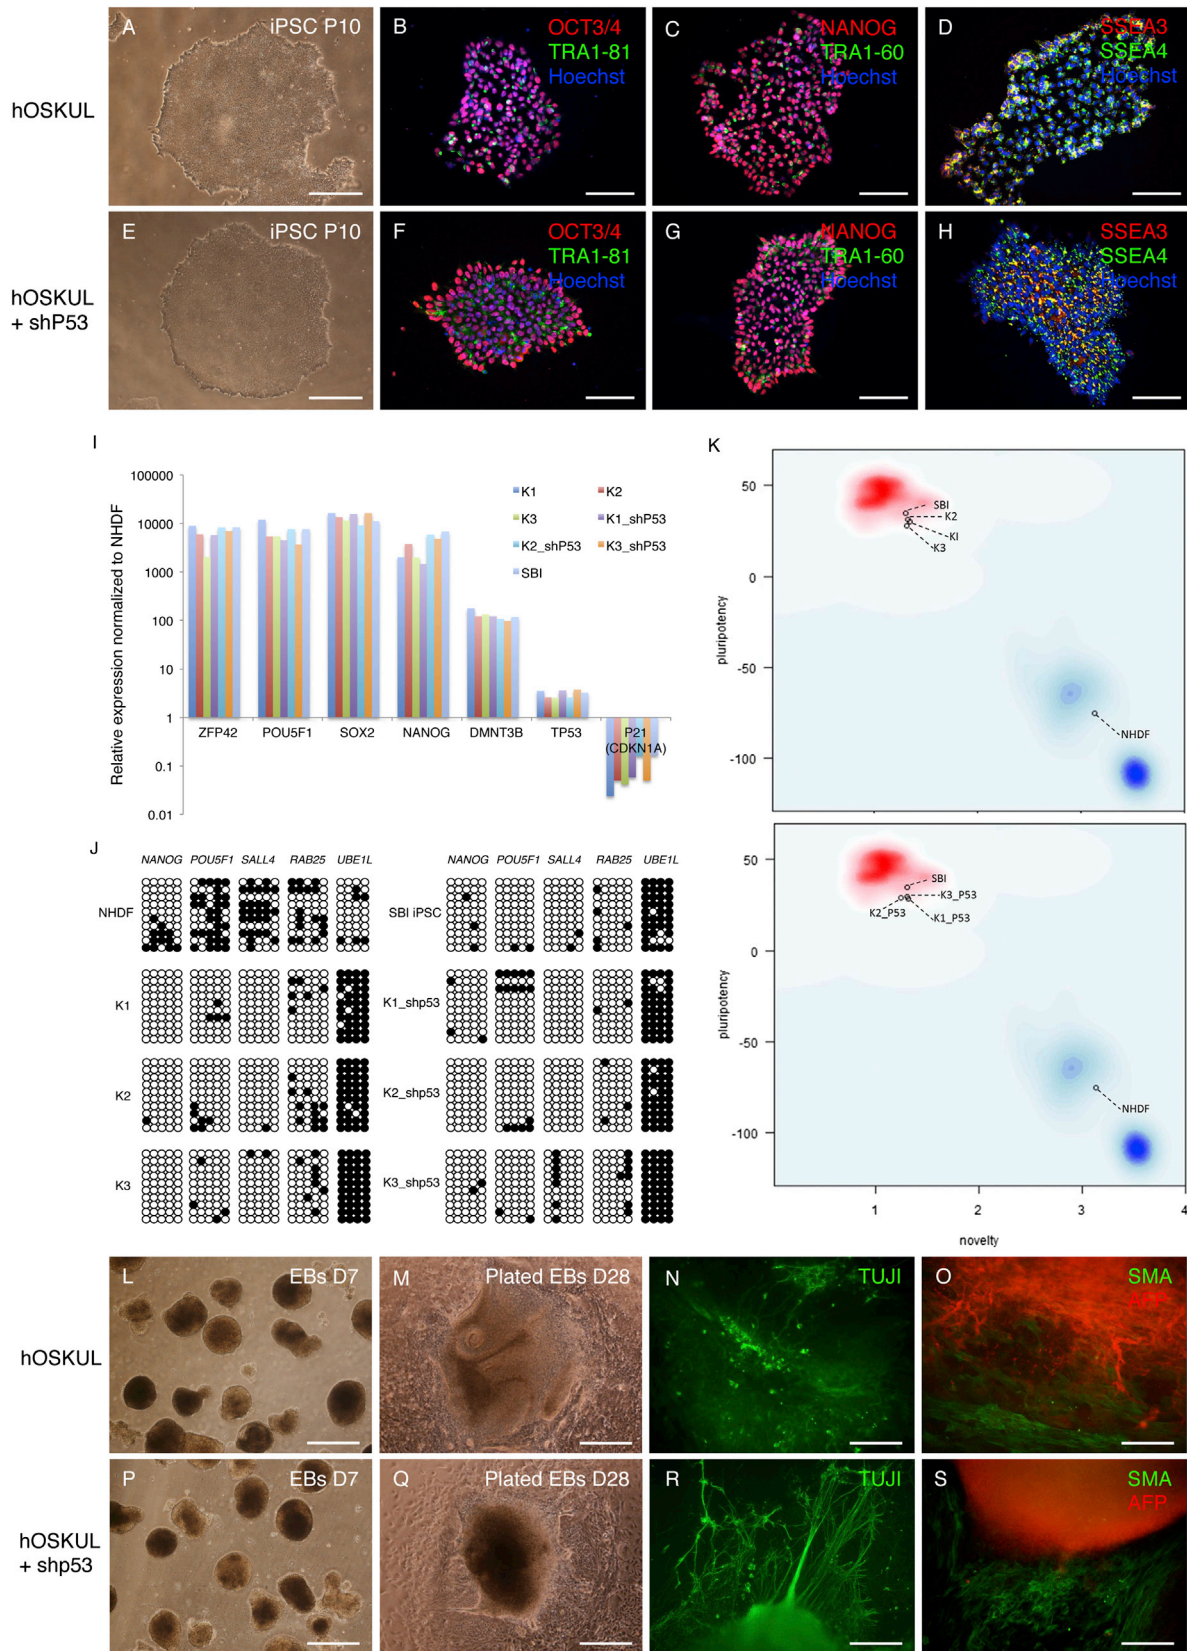 A iPSC P10
B OCT3/4
TRA1-81
Hoechst
C NANOG
TRA1-60
Hoechst
D SSEA3
SSEA4
Hoechst
hOSKUL
E iPSC P10
F OCT3/4
TRA1-81
Hoechst
G NANOG
TRA1-60
Hoechst
H SSEA3
SSEA4
Hoechst
hOSKUL
+ shP53
I
Relative expression normalized to NHDF
100000
10000
1000
100
10
1
0.1
0.01
K1
K2
K3
K1_shP53
K2_shP53
K3_shP53
SBI
ZFP42
POU5F1
SOX2
NANOG
DMNT3B
TP53
P21
(CDKN1A)
J
NANOG POU5F1 SALL4 RAB25 UBE1L
NANOG POU5F1 SALL4 RAB25 UBE1L
NHDF
SBI iPSC
K1
K1_shp53
K2
K2_shp53
K3
K3_shp53
K
pluripotency
50
0
-50
-100
SBI
K2
KI
K3
NHDF
pluripotency
50
0
-50
-100
SBI
K3_P53
K2_P53
K1_P53
NHDF
1
2
3
4
novelty
L EBs D7
M Plated EBs D28
N TUJI
O SMA
AFP
hOSKUL
P EBs D7
Q Plated EBs D28
R TUJI
S SMA
AFP
hOSKUL
+ shp53